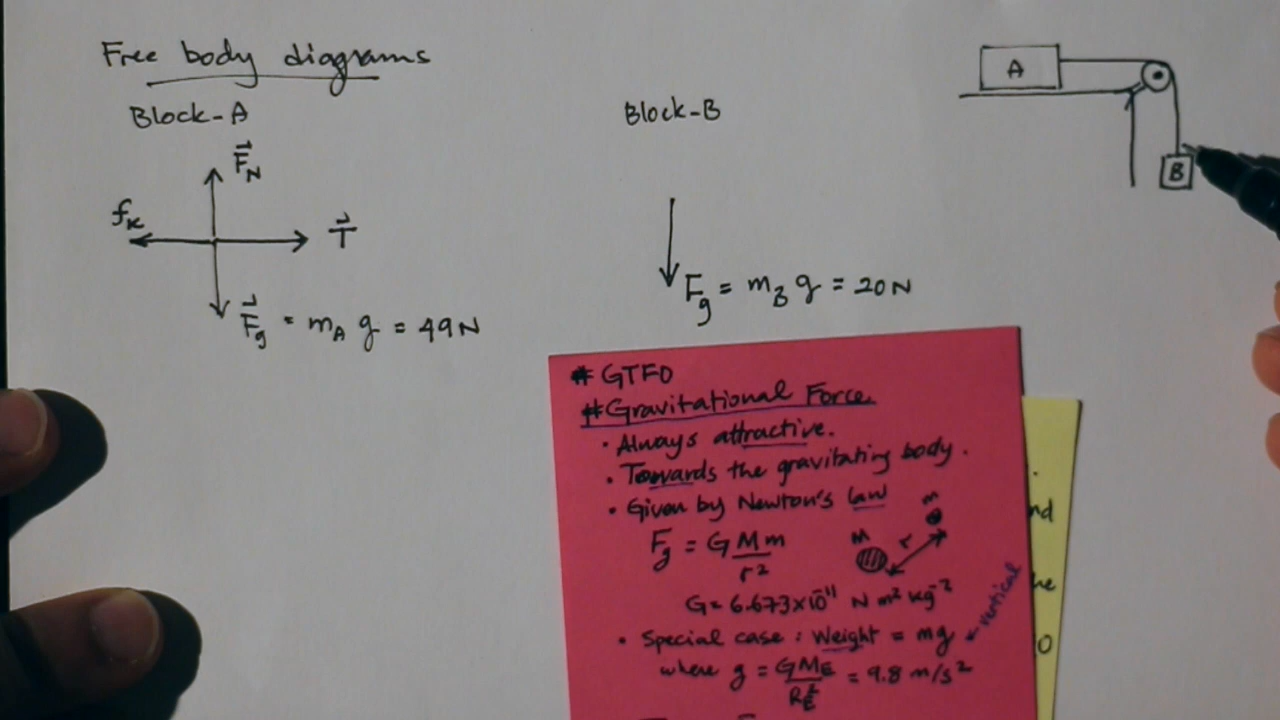 Free body diagrams
Block-A
Block-B
F⃗N
fK
T⃗
F⃗g = mA g = 49N
Fg = mB g = 20N
A
B
# GTFO
#Gravitational Force.
• Always attractive.
• Towards the gravitating body.
• Given by Newton's law
Fg = G Mm/r²
M
r
m
G = 6.673×10⁻¹¹ N m² kg⁻²
• Special case : Weight = mg ← vertical
where g = GME/RE² = 9.8 m/s²
nd
he